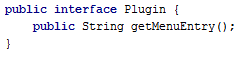 public interface Plugin {
    public String getMenuEntry();
}